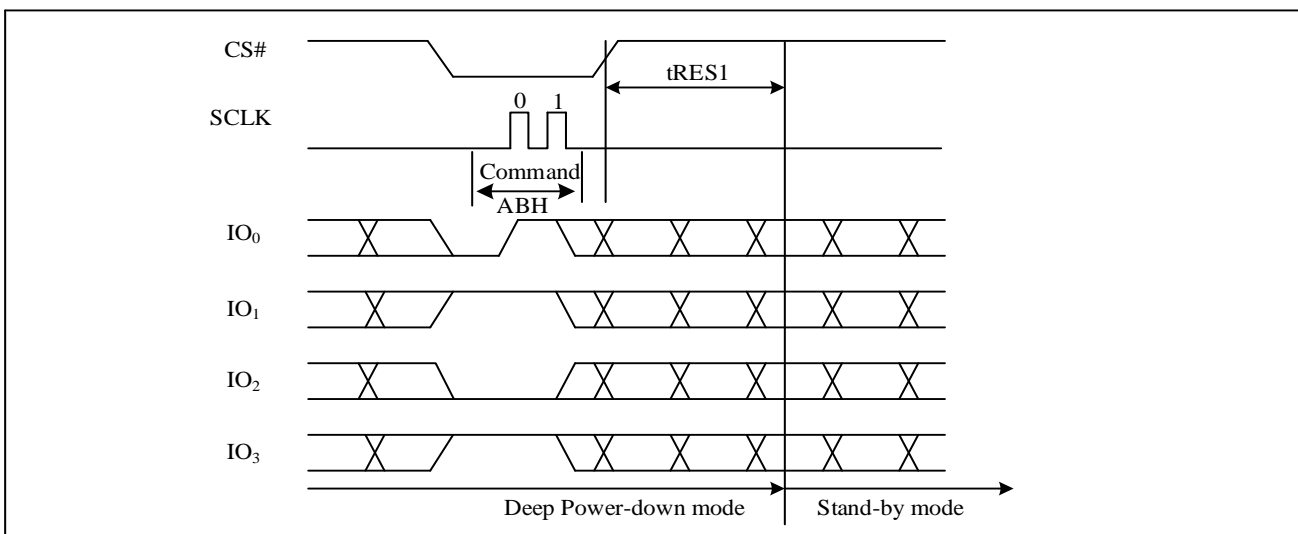 CS#
tRES1
0 1
SCLK
Command
ABH
IO0
IO1
IO2
IO3
Deep Power-down mode Stand-by mode